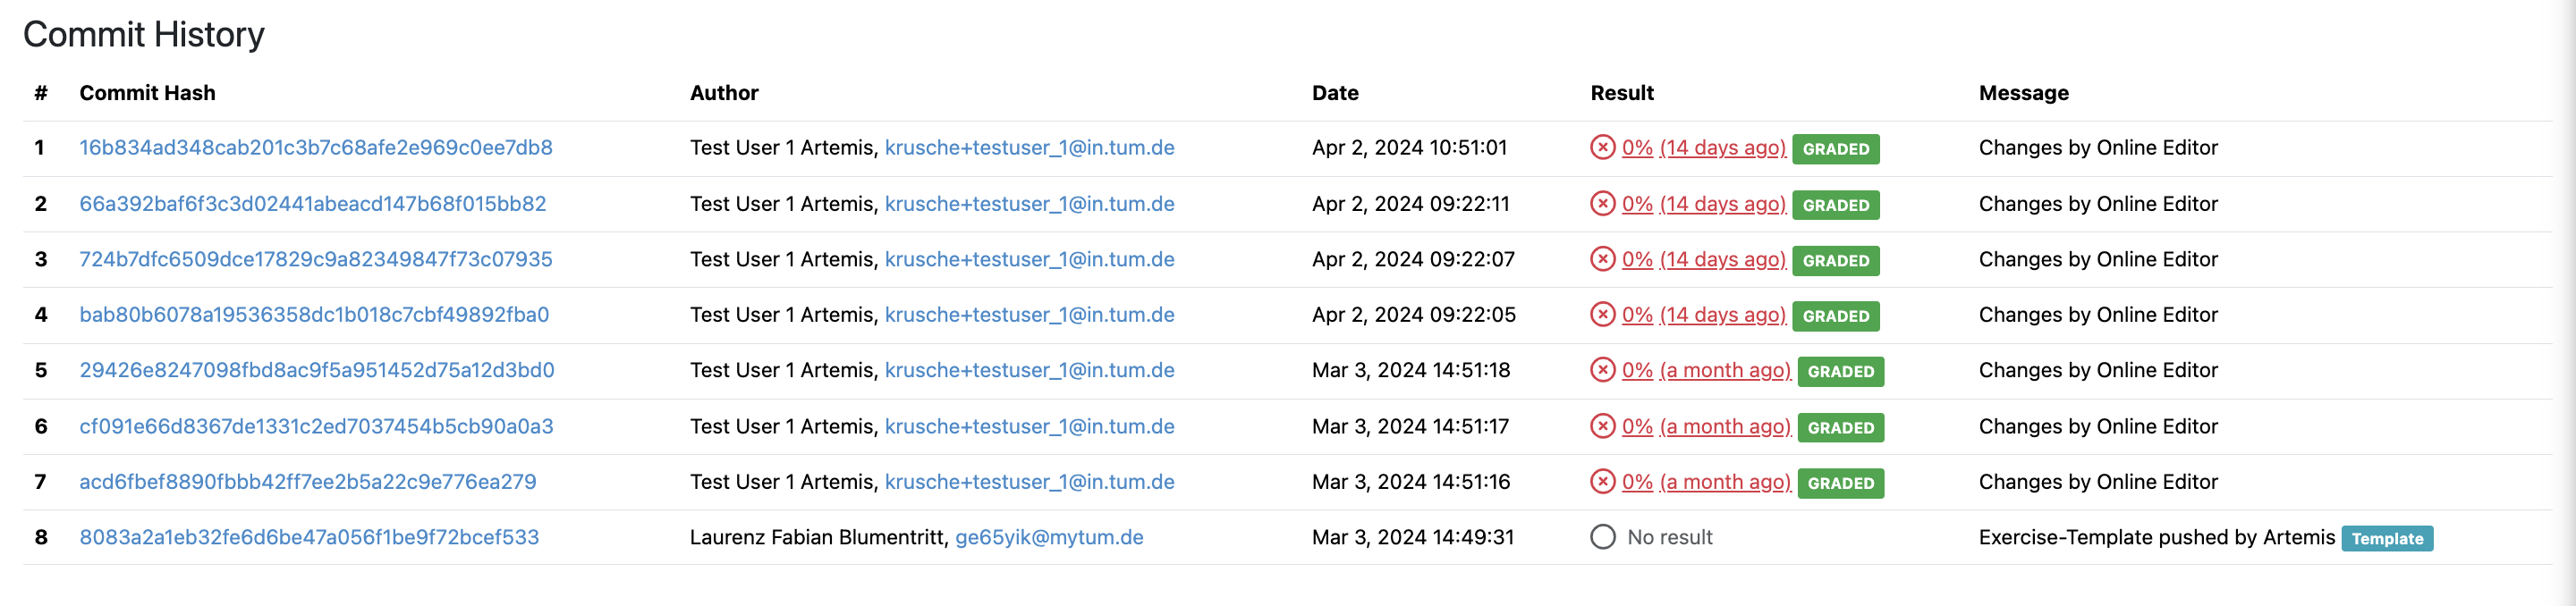 Commit History
# Commit Hash Author Date Result Message
1 16b834ad348cab201c3b7c68afe2e969c0ee7db8 Test User 1 Artemis, krusche+testuser_1@in.tum.de Apr 2, 2024 10:51:01 0% (14 days ago) GRADED Changes by Online Editor
2 66a392baf6f3c3d02441abeacd147b68f015bb82 Test User 1 Artemis, krusche+testuser_1@in.tum.de Apr 2, 2024 09:22:11 0% (14 days ago) GRADED Changes by Online Editor
3 724b7dfc6509dce17829c9a82349847f73c07935 Test User 1 Artemis, krusche+testuser_1@in.tum.de Apr 2, 2024 09:22:07 0% (14 days ago) GRADED Changes by Online Editor
4 bab80b6078a19536358dc1b018c7cbf49892fba0 Test User 1 Artemis, krusche+testuser_1@in.tum.de Apr 2, 2024 09:22:05 0% (14 days ago) GRADED Changes by Online Editor
5 29426e8247098fbd8ac9f5a951452d75a12d3bd0 Test User 1 Artemis, krusche+testuser_1@in.tum.de Mar 3, 2024 14:51:18 0% (a month ago) GRADED Changes by Online Editor
6 cf091e66d8367de1331c2ed7037454b5cb90a0a3 Test User 1 Artemis, krusche+testuser_1@in.tum.de Mar 3, 2024 14:51:17 0% (a month ago) GRADED Changes by Online Editor
7 acd6fbef8890fbbb42ff7ee2b5a22c9e776ea279 Test User 1 Artemis, krusche+testuser_1@in.tum.de Mar 3, 2024 14:51:16 0% (a month ago) GRADED Changes by Online Editor
8 8083a2a1eb32fe6d6be47a056f1be9f72bcef533 Laurenz Fabian Blumentritt, ge65yik@mytum.de Mar 3, 2024 14:49:31 No result Exercise-Template pushed by Artemis Template